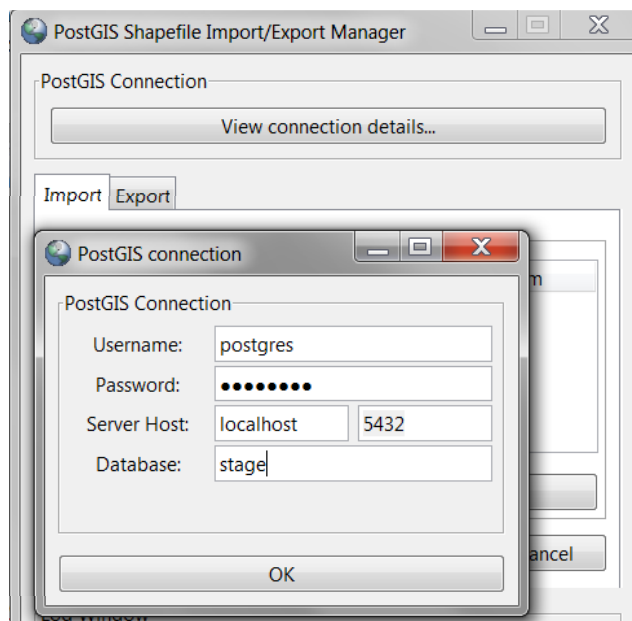 PostGIS Shapefile Import/Export Manager
PostGIS Connection
View connection details...
Import Export
PostGIS connection
PostGIS Connection
Username: postgres
Password: ●●●●●●●●
Server Host: localhost 5432
Database: stage
OK